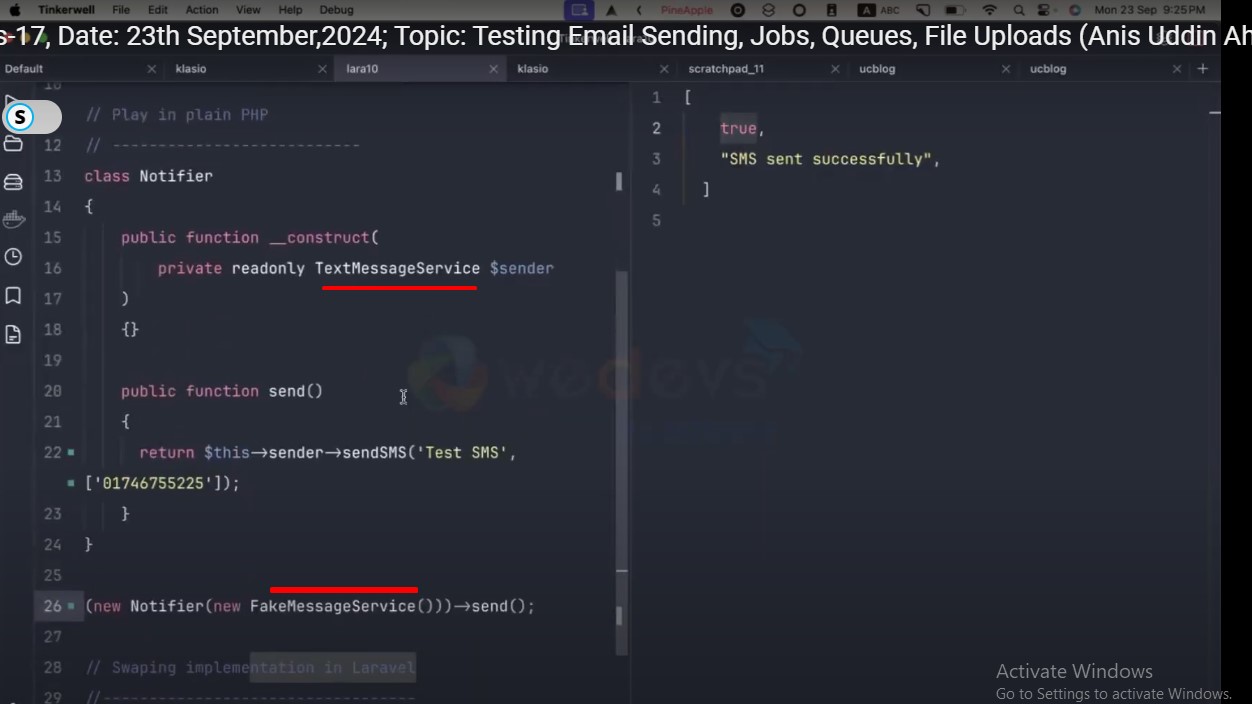 Tinkerwell File Edit Action View Help Debug PineApple A ABC Mon 23 Sep 9:25 PM
s-17, Date: 23th September,2024; Topic: Testing Email Sending, Jobs, Queues, File Uploads (Anis Uddin Ah
Default klasio lara10 klasio scratchpad_11 ucblog ucblog
S
// Play in plain PHP
12 // ---------------------------
13 class Notifier
14 {
15 public function __construct(
16 private readonly TextMessageService $sender
17 )
18 {}
19
20 public function send()
21 {
22 return $this→sender→sendSMS('Test SMS',
['01746755225']);
23 }
24 }
25
26 (new Notifier(new FakeMessageService()))→send();
27
28 // Swaping implementation in Laravel
29 //----------------------------------
1 [
2 true,
3 "SMS sent successfully",
4 ]
5
wedevs
Activate Windows
Go to Settings to activate Windows.